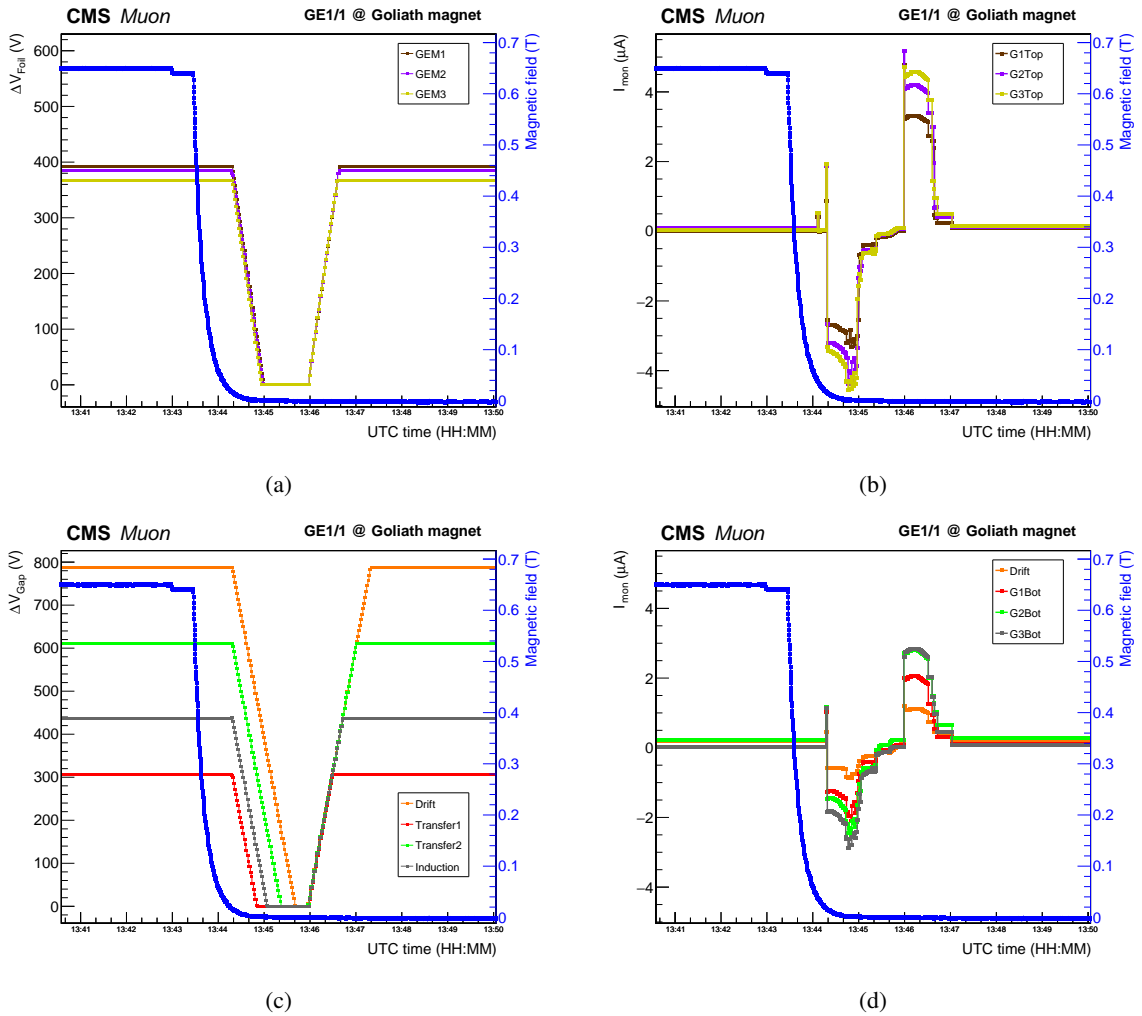 CMS Muon GE1/1 @ Goliath magnet
ΔV_Foil (V)
600
500
400
300
200
100
0
GEM1
GEM2
GEM3
0.7
0.6
0.5
0.4
0.3
0.2
0.1
0
Magnetic field (T)
13:41 13:42 13:43 13:44 13:45 13:46 13:47 13:48 13:49 13:50
UTC time (HH:MM)
(a)
CMS Muon GE1/1 @ Goliath magnet
I_mon (μA)
4
2
0
−2
−4
G1Top
G2Top
G3Top
0.7
0.6
0.5
0.4
0.3
0.2
0.1
0
Magnetic field (T)
13:41 13:42 13:43 13:44 13:45 13:46 13:47 13:48 13:49 13:50
UTC time (HH:MM)
(b)
CMS Muon GE1/1 @ Goliath magnet
ΔV_Gap (V)
800
700
600
500
400
300
200
100
0
Drift
Transfer1
Transfer2
Induction
0.7
0.6
0.5
0.4
0.3
0.2
0.1
0
Magnetic field (T)
13:41 13:42 13:43 13:44 13:45 13:46 13:47 13:48 13:49 13:50
UTC time (HH:MM)
(c)
CMS Muon GE1/1 @ Goliath magnet
I_mon (μA)
4
2
0
−2
−4
Drift
G1Bot
G2Bot
G3Bot
0.7
0.6
0.5
0.4
0.3
0.2
0.1
0
Magnetic field (T)
13:41 13:42 13:43 13:44 13:45 13:46 13:47 13:48 13:49 13:50
UTC time (HH:MM)
(d)